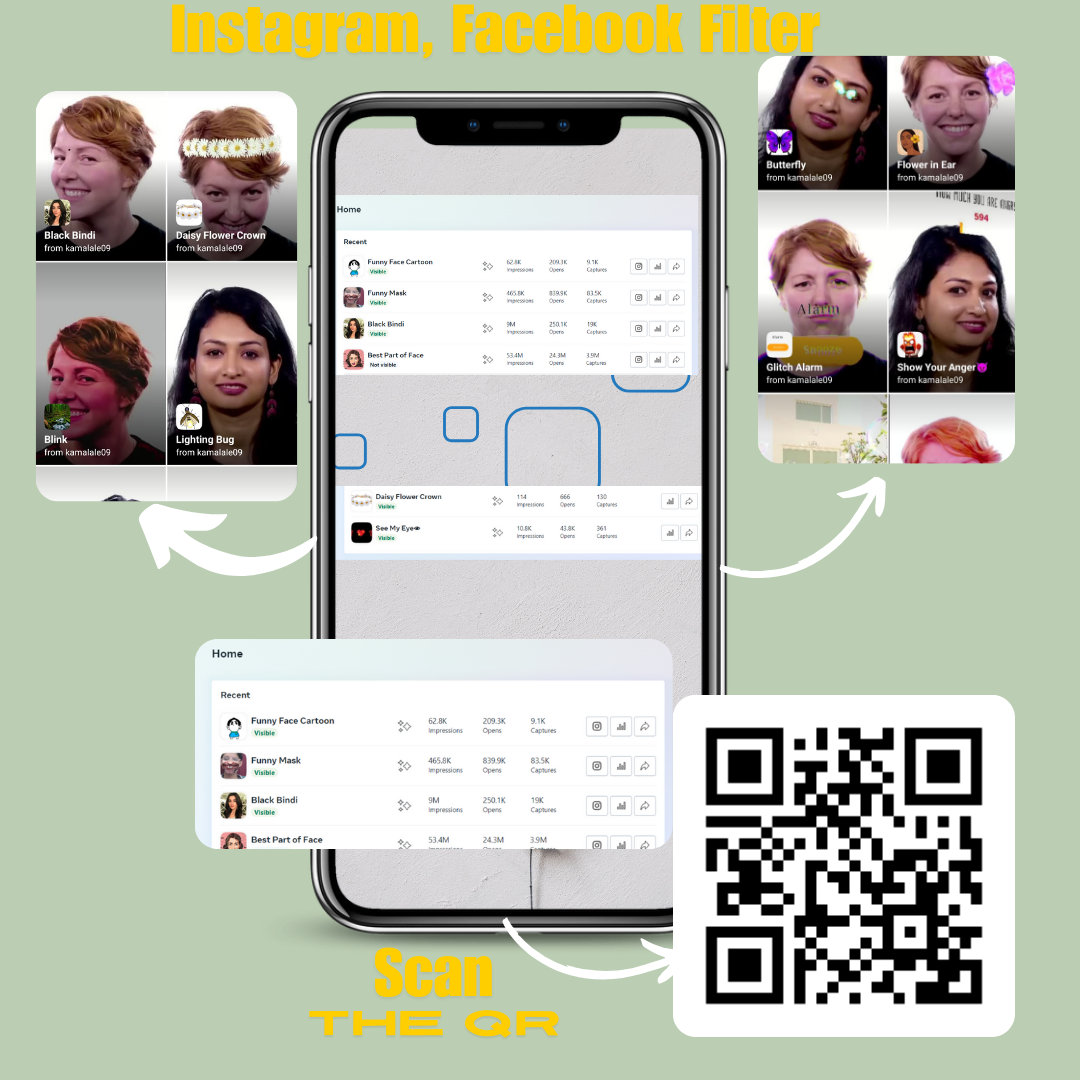 Instagram, Facebook Filter
Black Bindi
from kamalale09
Daisy Flower Crown
from kamalale09
Blink
from kamalale09
Lighting Bug
from kamalale09
Butterfly
from kamalale09
Flower in Ear
from kamalale09
HOW MUCH YOU ARE ANGRY
594
Alarm
Snooze
Glitch Alarm
from kamalale09
Show Your Anger😈
from kamalale09
Home
Recent
Funny Face Cartoon
Visible
62.8K
Impressions
209.3K
Opens
9.1K
Captures
Funny Mask
Visible
465.8K
Impressions
839.9K
Opens
83.5K
Captures
Black Bindi
Visible
9M
Impressions
250.1K
Opens
19K
Captures
Best Part of Face
Not visible
53.4M
Impressions
24.3M
Opens
3.9M
Captures
Daisy Flower Crown
Visible
114
Impressions
666
Opens
130
Captures
See My Eye👁
Visible
10.8K
Impressions
43.8K
Opens
361
Captures
Home
Recent
Funny Face Cartoon
Visible
62.8K
Impressions
209.3K
Opens
9.1K
Captures
Funny Mask
Visible
465.8K
Impressions
839.9K
Opens
83.5K
Captures
Black Bindi
Visible
9M
Impressions
250.1K
Opens
19K
Captures
Best Part of Face
53.4M
Impressions
24.3M
Opens
3.9M
Captures
Scan
THE QR